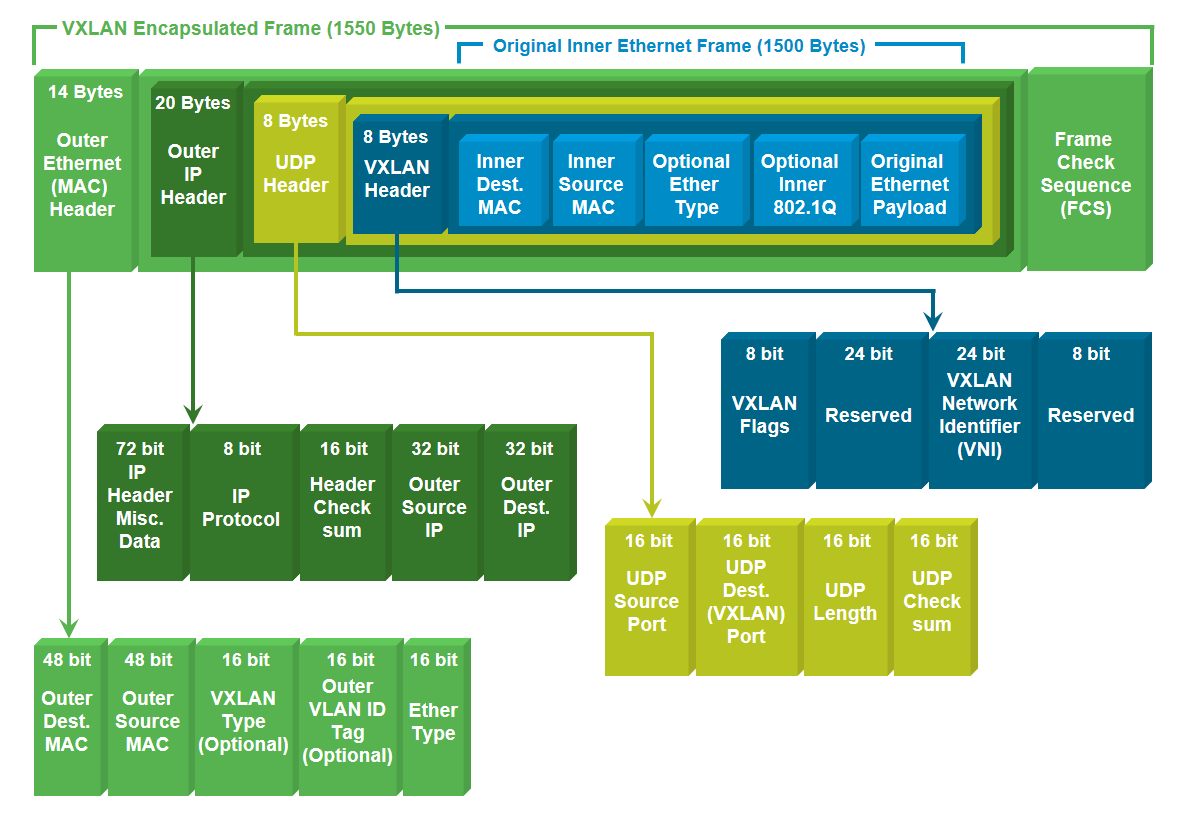 VXLAN Encapsulated Frame (1550 Bytes)
Original Inner Ethernet Frame (1500 Bytes)
14 Bytes
Outer
Ethernet
(MAC)
Header
20 Bytes
Outer
IP
Header
8 Bytes
UDP
Header
8 Bytes
VXLAN
Header
Inner
Dest.
MAC
Inner
Source
MAC
Optional
Ether
Type
Optional
Inner
802.1Q
Original
Ethernet
Payload
Frame
Check
Sequence
(FCS)
8 bit
VXLAN
Flags
24 bit
Reserved
24 bit
VXLAN
Network
Identifier
(VNI)
8 bit
Reserved
72 bit
IP
Header
Misc.
Data
8 bit
IP
Protocol
16 bit
Header
Check
sum
32 bit
Outer
Source
IP
32 bit
Outer
Dest.
IP
16 bit
UDP
Source
Port
16 bit
UDP
Dest.
(VXLAN)
Port
16 bit
UDP
Length
16 bit
UDP
Check
sum
48 bit
Outer
Dest.
MAC
48 bit
Outer
Source
MAC
16 bit
VXLAN
Type
(Optional)
16 bit
Outer
VLAN ID
Tag
(Optional)
16 bit
Ether
Type